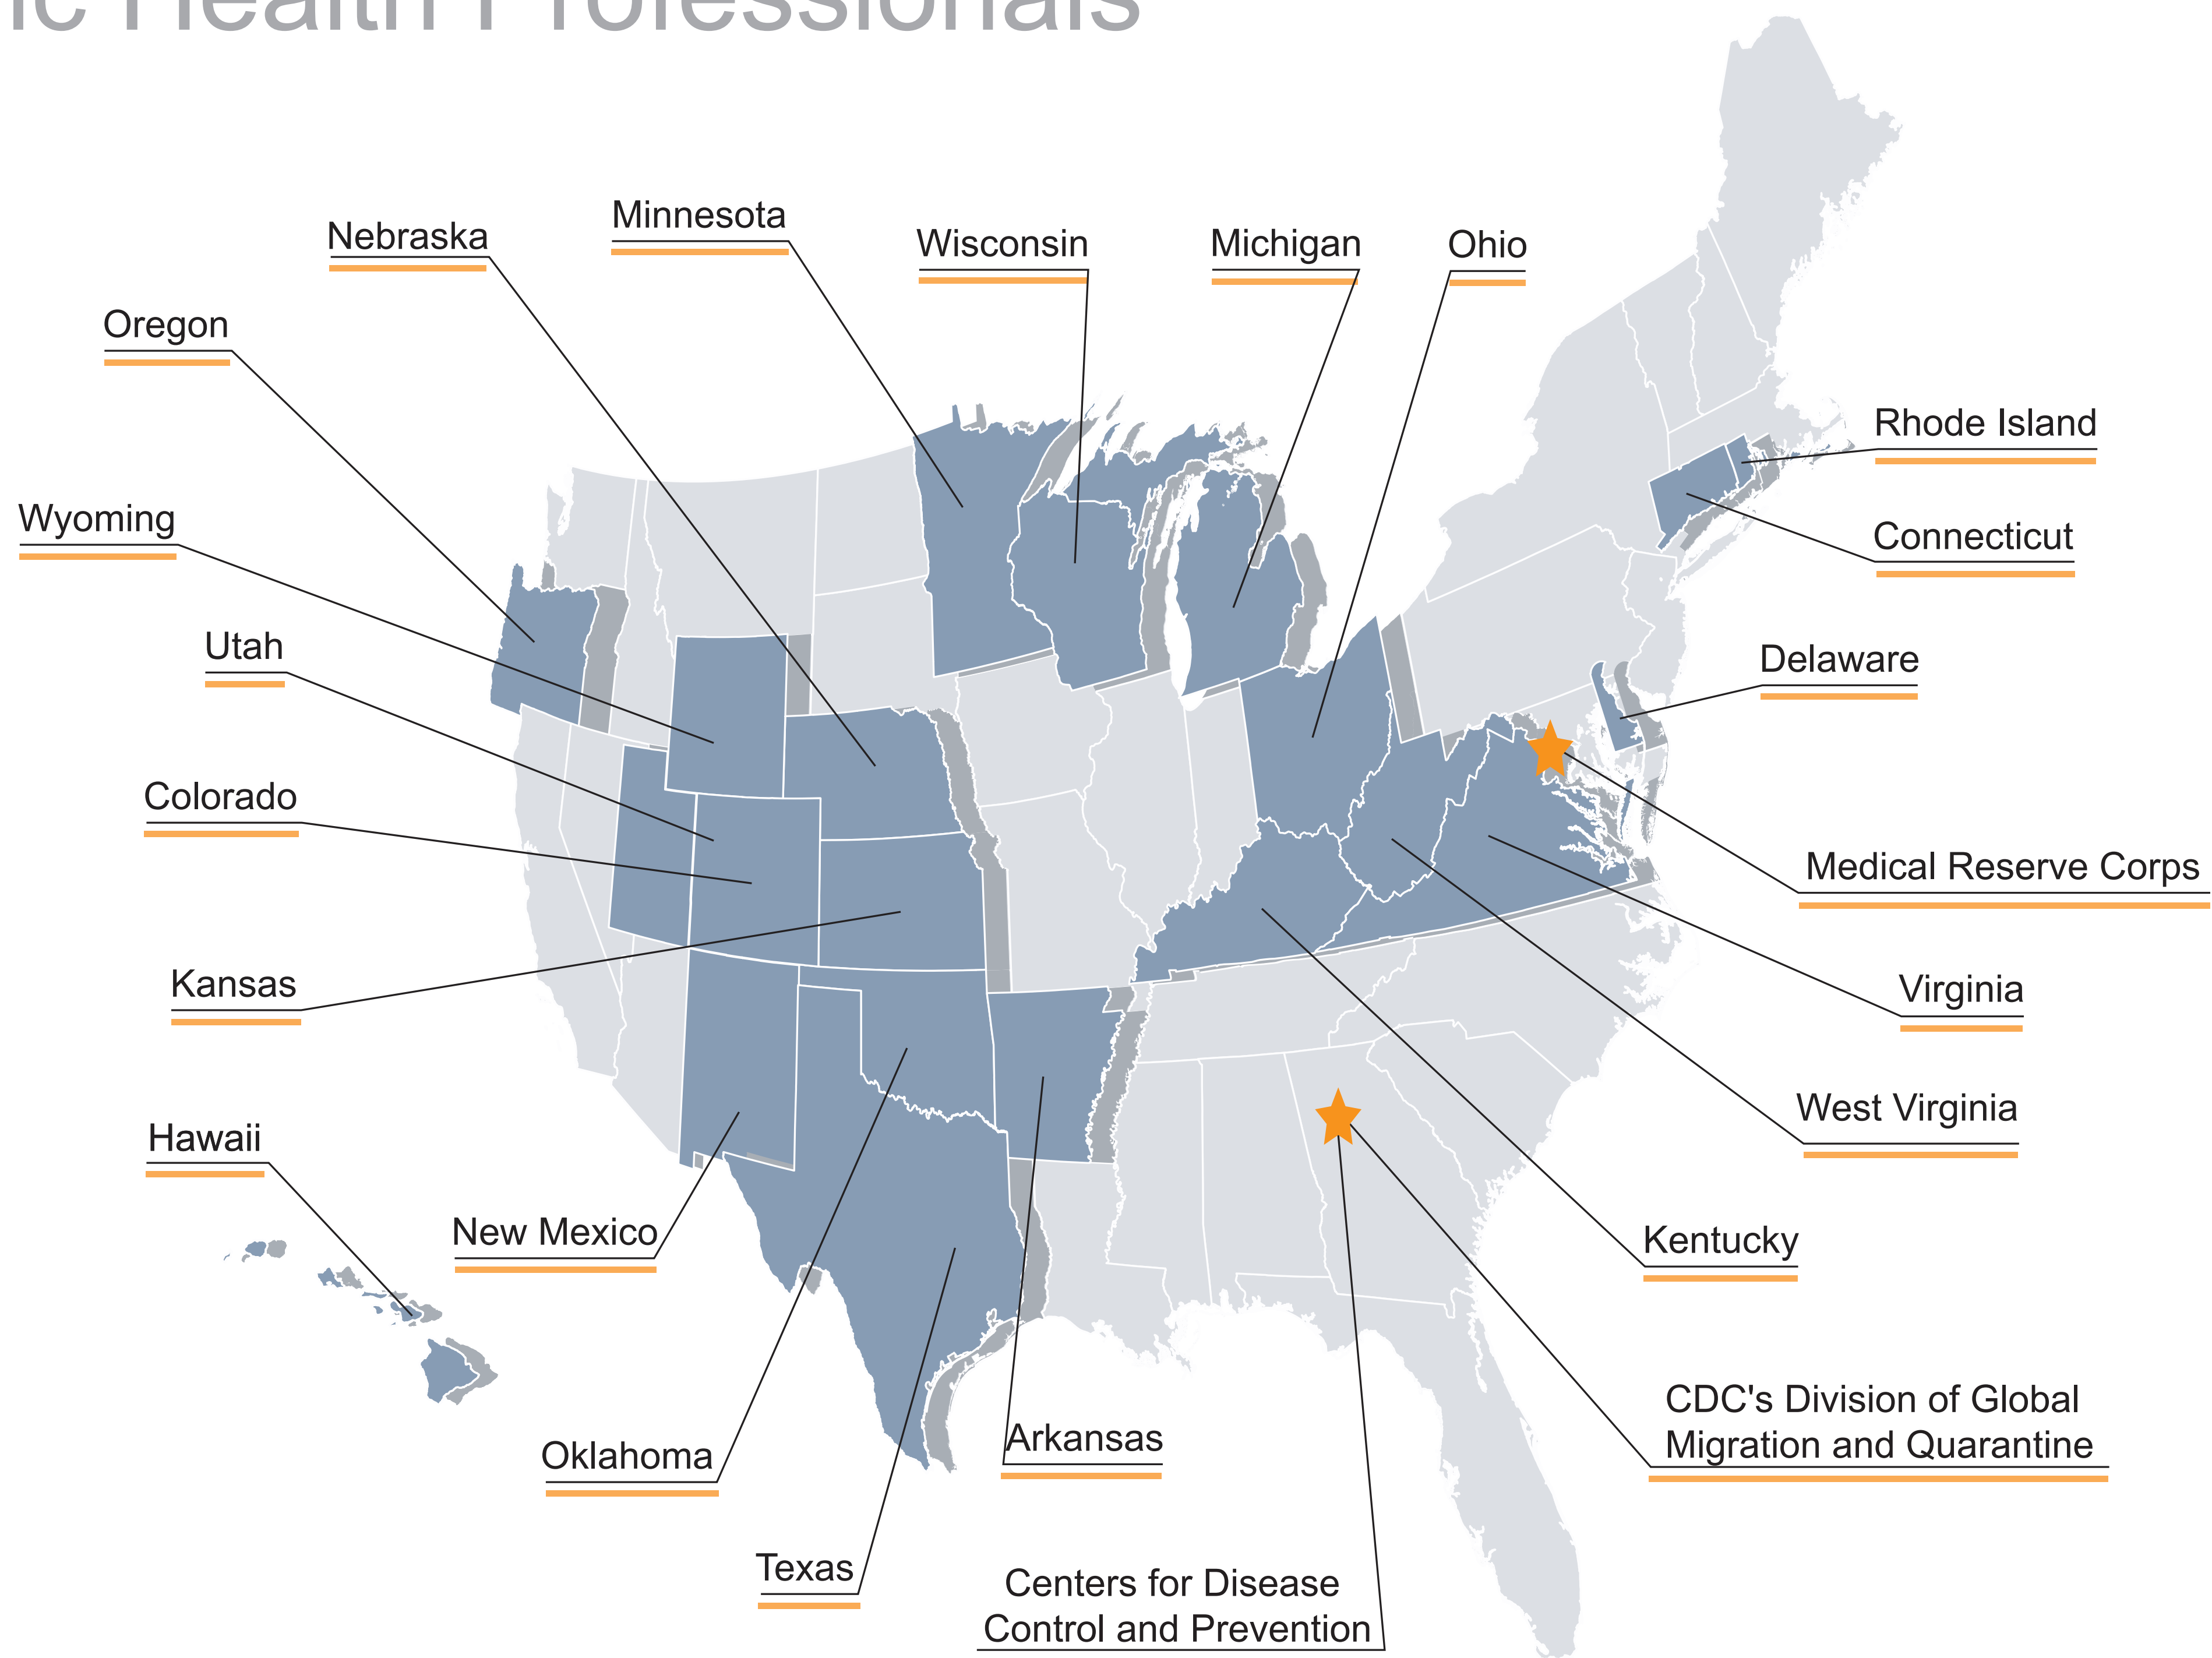 Health Professionals
Minnesota
Nebraska
Wisconsin
Michigan
Ohio
Oregon
Rhode Island
Wyoming
Connecticut
Utah
Delaware
Colorado
Medical Reserve Corps
Kansas
Virginia
West Virginia
Hawaii
New Mexico
Kentucky
CDC's Division of Global
Migration and Quarantine
Arkansas
Oklahoma
Texas
Centers for Disease
Control and Prevention